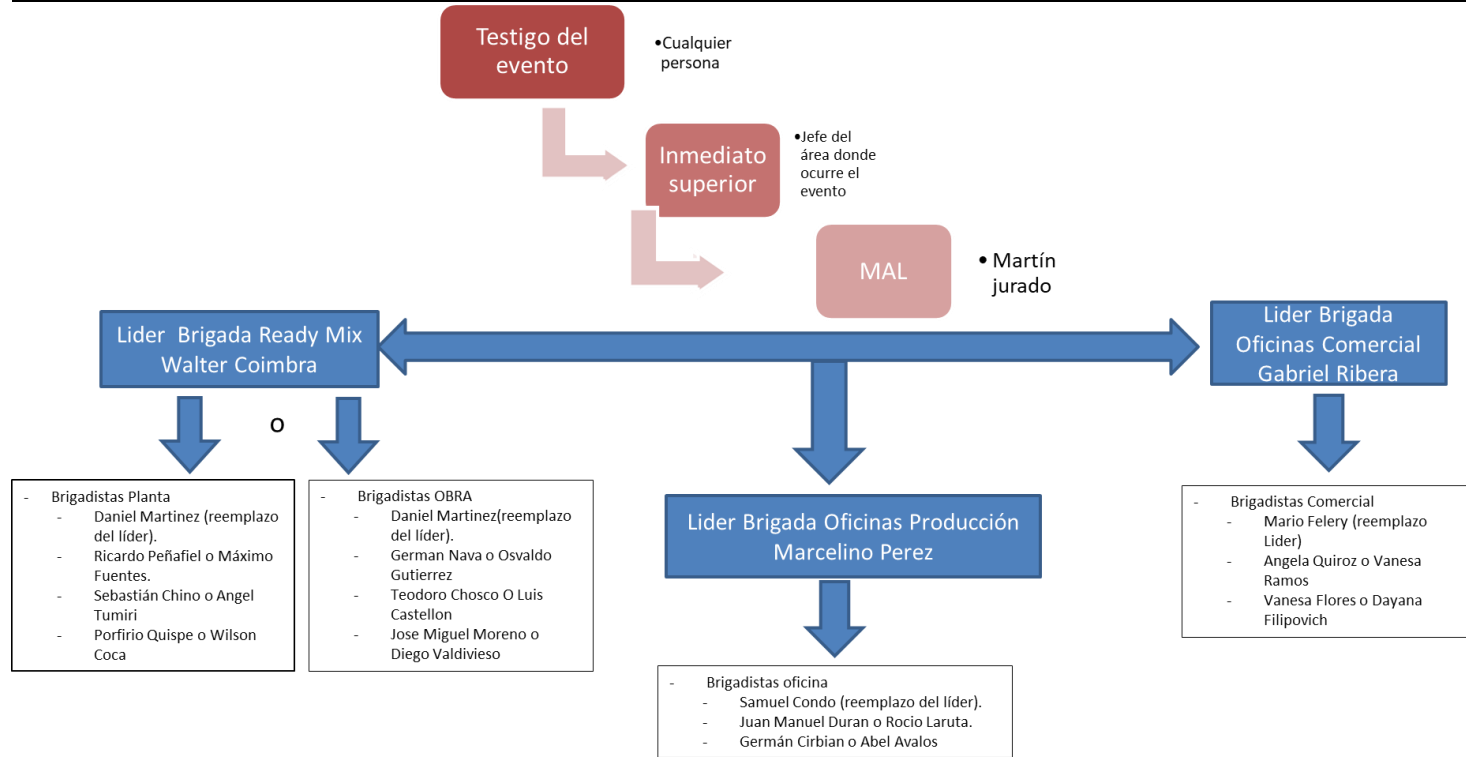 Testigo del
evento
•Cualquier
persona
Inmediato
superior
•Jefe del
área donde
ocurre el
evento
MAL
• Martín
jurado
Lider  Brigada Ready Mix
Walter Coimbra
Lider Brigada
Oficinas Comercial
Gabriel Ribera
O
- Brigadistas Planta
- Daniel Martinez (reemplazo
del líder).
- Ricardo Peñafiel o Máximo
Fuentes.
- Sebastián Chino o Angel
Tumiri
- Porfirio Quispe o Wilson
Coca
- Brigadistas OBRA
- Daniel Martinez(reemplazo
del líder).
- German Nava o Osvaldo
Gutierrez
- Teodoro Chosco O Luis
Castellon
- Jose Miguel Moreno o
Diego Valdivieso
Lider Brigada Oficinas Producción
Marcelino Perez
- Brigadistas Comercial
- Mario Felery (reemplazo
Lider)
- Angela Quiroz o Vanesa
Ramos
- Vanesa Flores o Dayana
Filipovich
- Brigadistas oficina
- Samuel Condo (reemplazo del líder).
- Juan Manuel Duran o Rocio Laruta.
- Germán Cirbian o Abel Avalos